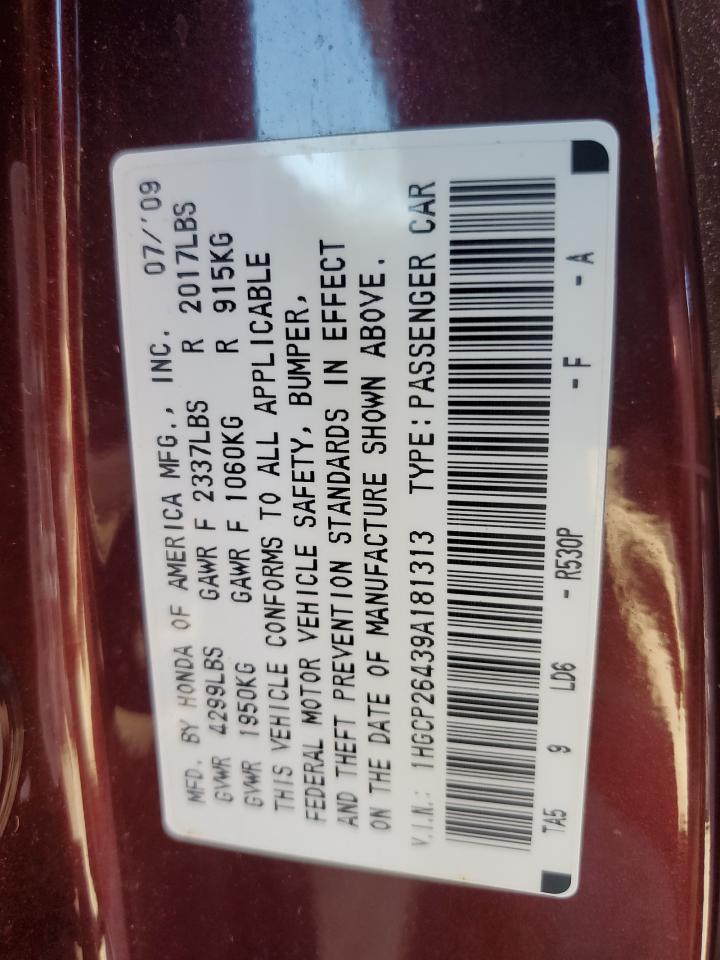 MFD. BY HONDA OF AMERICA MFG., INC. 07/'09
GVWR 4299LBS GAWR F 2337LBS R 2017LBS
GVWR 1950KG GAWR F 1060KG R 915KG
THIS VEHICLE CONFORMS TO ALL APPLICABLE
FEDERAL MOTOR VEHICLE SAFETY, BUMPER,
AND THEFT PREVENTION STANDARDS IN EFFECT
ON THE DATE OF MANUFACTURE SHOWN ABOVE.
V.I.N.: 1HGCP26439A181313 TYPE:PASSENGER CAR
TA5 9 LD6 - R530P - F - A